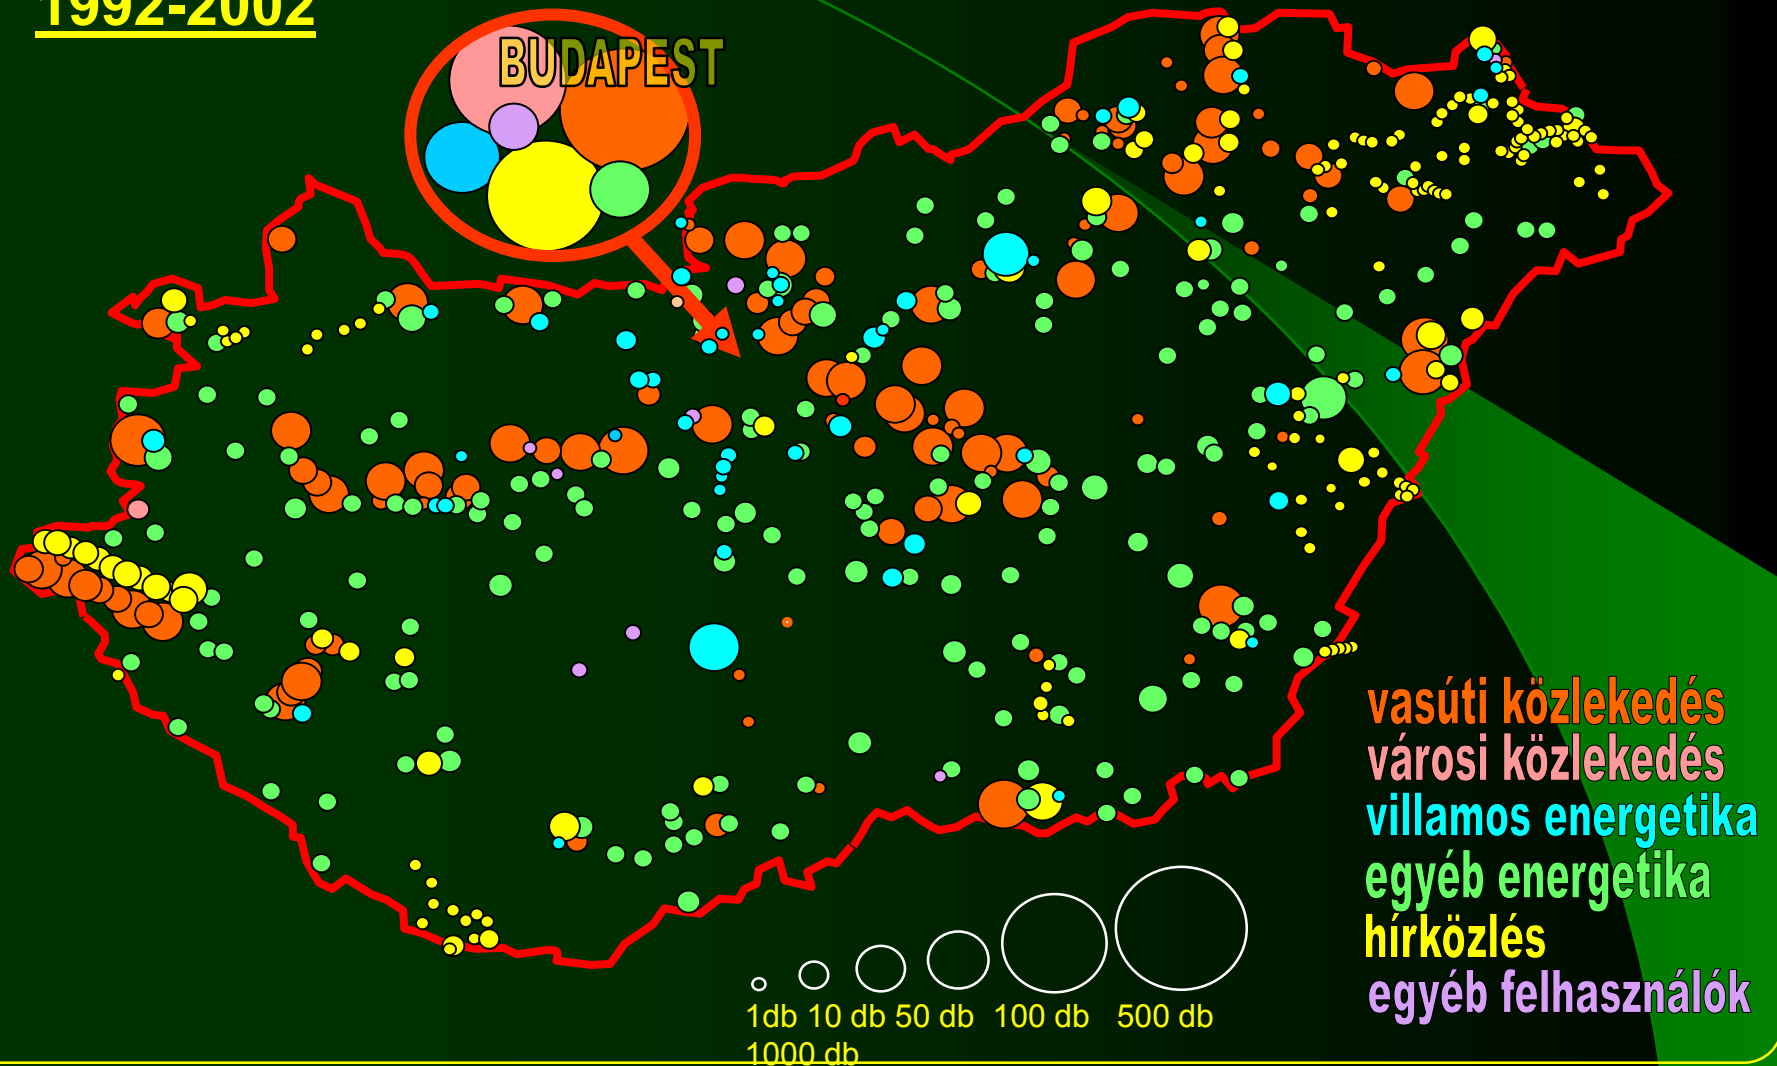 1992-2002
BUDAPEST
vasúti közlekedés
városi közlekedés
villamos energetika
egyéb energetika
hírközlés
egyéb felhasználók
1db 10 db 50 db 100 db 500 db
1000 db